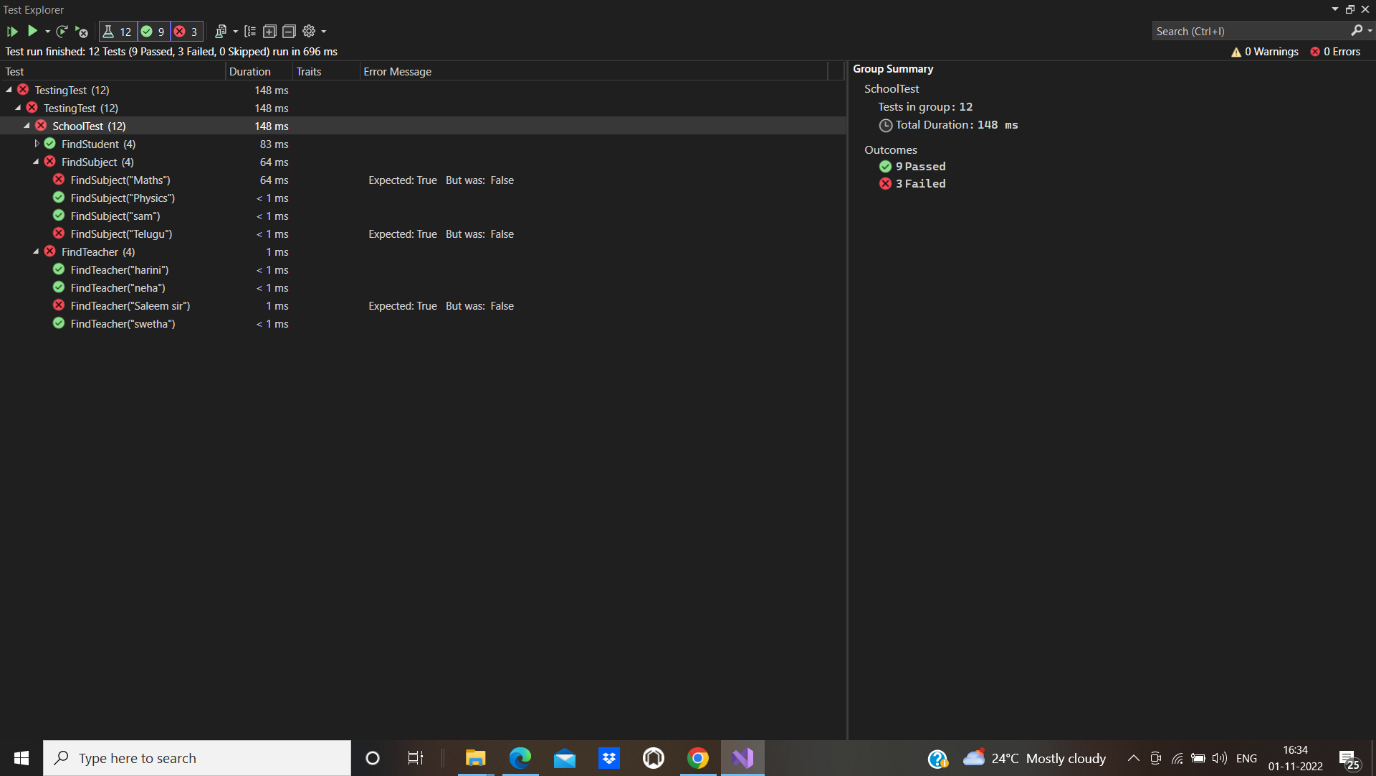 Test Explorer
12 9 3
Search (Ctrl+I)
Test run finished: 12 Tests (9 Passed, 3 Failed, 0 Skipped) run in 696 ms
0 Warnings 0 Errors
Test Duration Traits Error Message
TestingTest (12) 148 ms
TestingTest (12) 148 ms
SchoolTest (12) 148 ms
FindStudent (4) 83 ms
FindSubject (4) 64 ms
FindSubject("Maths") 64 ms Expected: True But was: False
FindSubject("Physics") < 1 ms
FindSubject("sam") < 1 ms
FindSubject("Telugu") < 1 ms Expected: True But was: False
FindTeacher (4) 1 ms
FindTeacher("harini") < 1 ms
FindTeacher("neha") < 1 ms
FindTeacher("Saleem sir") 1 ms Expected: True But was: False
FindTeacher("swetha") < 1 ms
Group Summary
SchoolTest
Tests in group: 12
Total Duration: 148 ms
Outcomes
9 Passed
3 Failed
Type here to search
24°C Mostly cloudy
ENG
16:34
01-11-2022
25